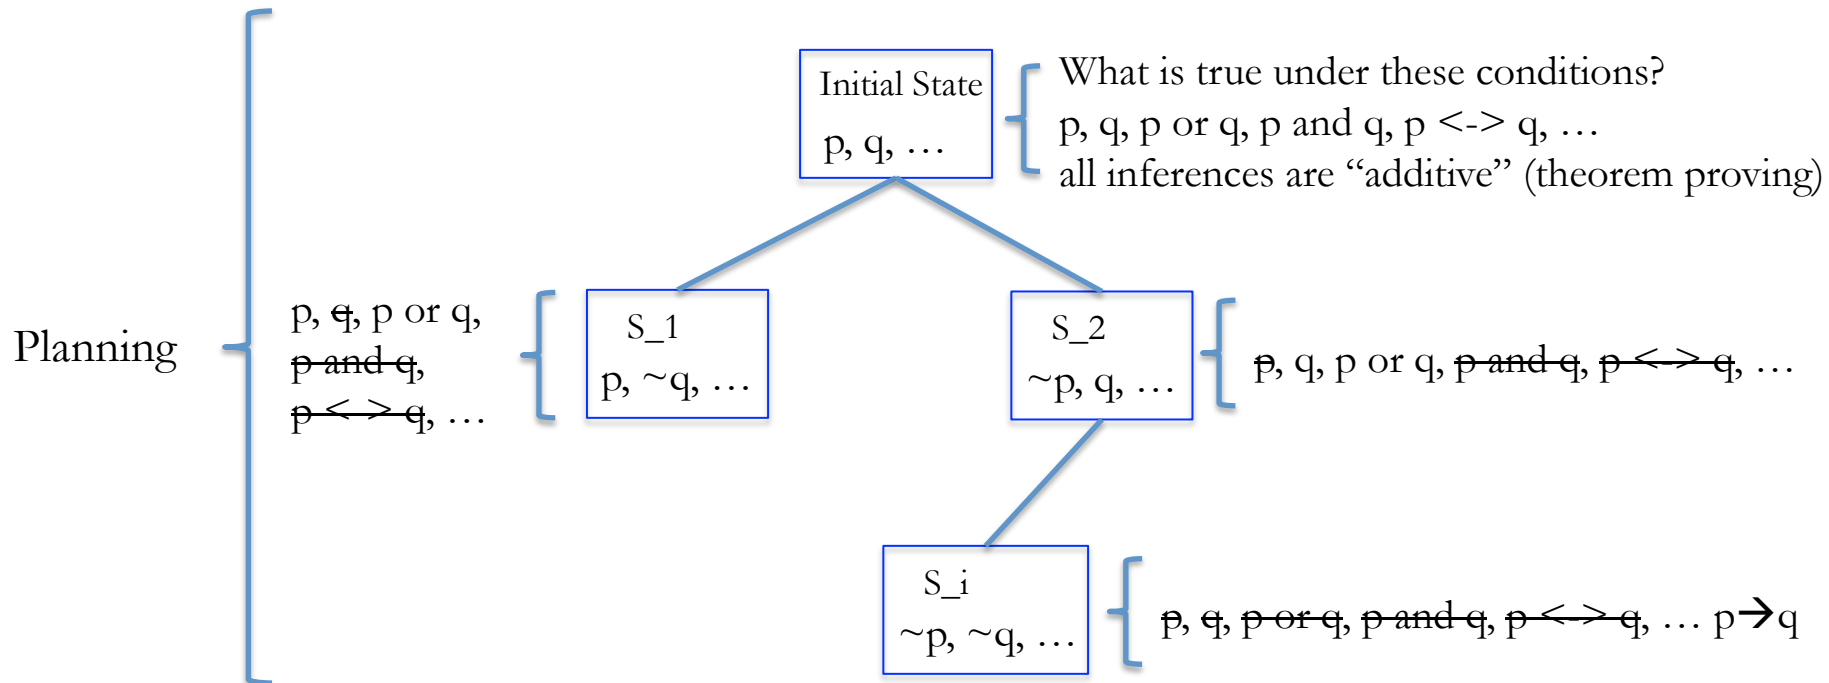 Initial State
p, q, …
What is true under these conditions?
p, q, p or q, p and q, p <-> q, …
all inferences are “additive” (theorem proving)
Planning
p, ~~q~~, p or q,
~~p and q~~,
~~p <-> q~~, …
S_1
p, ~q, …
S_2
~p, q, …
~~p~~, q, p or q, ~~p and q~~, ~~p <-> q~~, …
S_i
~p, ~q, …
~~p~~, ~~q~~, ~~p or q~~, ~~p and q~~, ~~p <-> q~~, … p→q